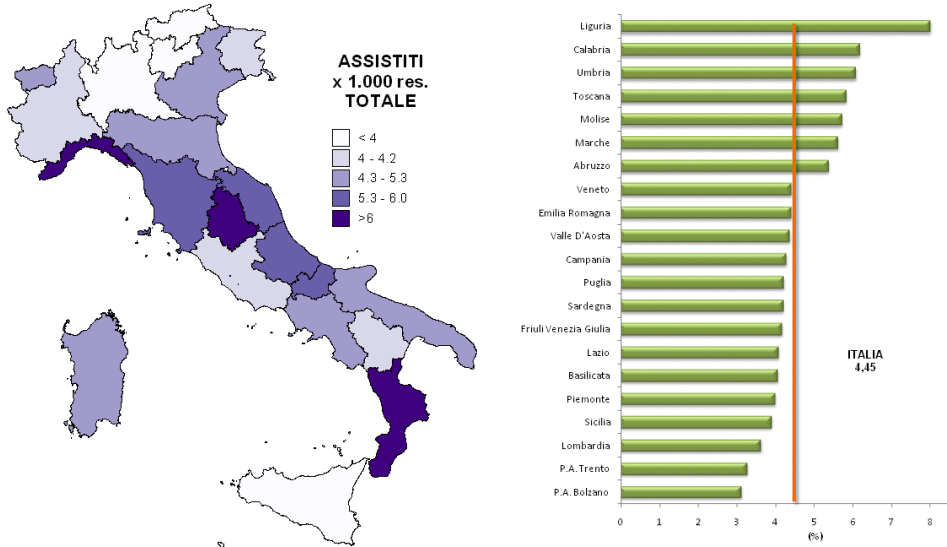 ASSISTITI
x 1.000 res.
TOTALE
< 4
4 - 4.2
4.3 - 5.3
5.3 - 6.0
>6
Liguria
Calabria
Umbria
Toscana
Molise
Marche
Abruzzo
Veneto
Emilia Romagna
Valle D'Aosta
Campania
Puglia
Sardegna
Friuli Venezia Giulia
Lazio
Basilicata
Piemonte
Sicilia
Lombardia
P.A. Trento
P.A. Bolzano
ITALIA
4,45
0 1 2 3 4 5 6 7 8
(%)